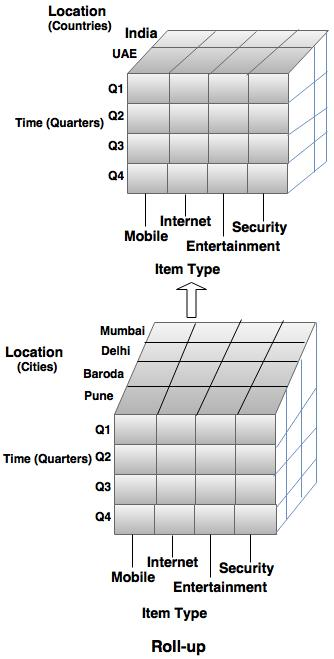 Location
(Countries)
India
UAE
Q1
Time (Quarters) Q2
Q3
Q4
Mobile
Internet
Entertainment
Security
Item Type
Location
(Cities)
Mumbai
Delhi
Baroda
Pune
Q1
Time (Quarters) Q2
Q3
Q4
Mobile
Internet
Entertainment
Security
Item Type
Roll-up